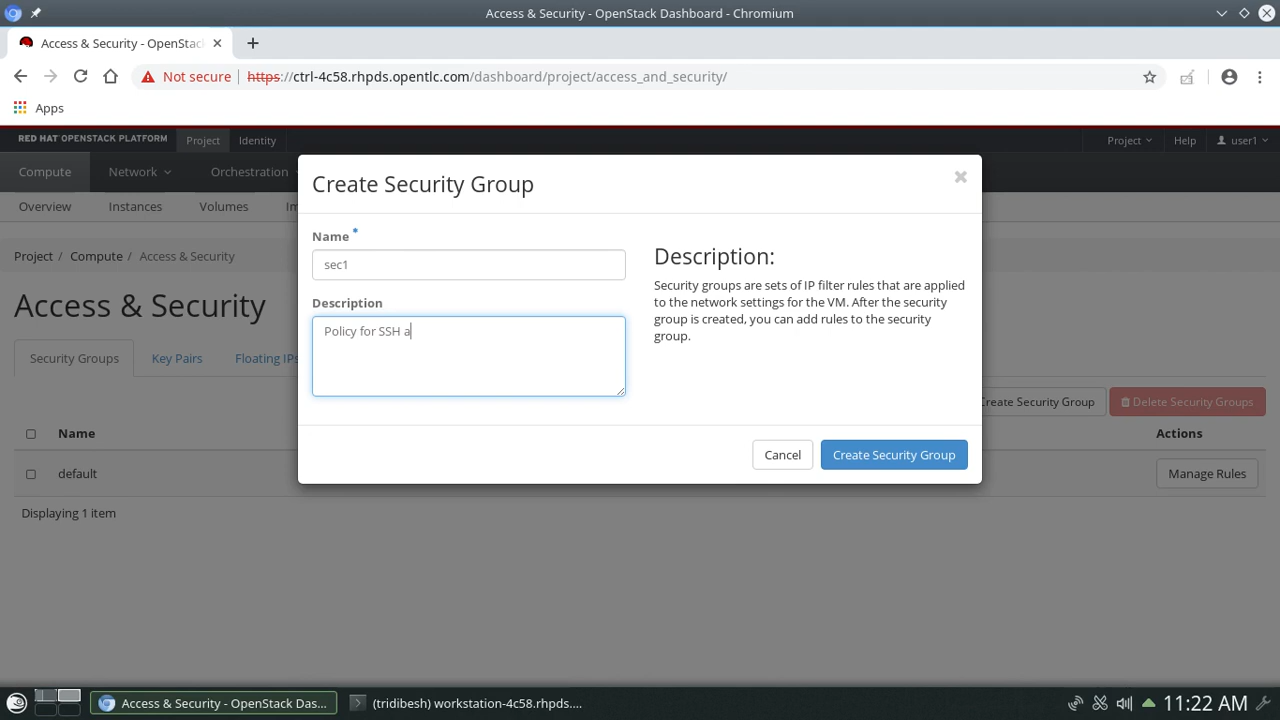 Access & Security - OpenStack Dashboard - Chromium
Access & Security - OpenStac
Not secure
https://ctrl-4c58.rhpds.opentlc.com/dashboard/project/access_and_security/
Apps
RED HAT OPENSTACK PLATFORM
Project
Identity
Project
Help
user1
Compute
Network
Orchestration
Overview
Instances
Volumes
Im
Project / Compute / Access & Security
Access & Security
Security Groups
Key Pairs
Floating IPs
Create Security Group
Delete Security Groups
Name
Actions
default
Manage Rules
Displaying 1 item
Create Security Group
Name *
sec1
Description
Policy for SSH a
Description:
Security groups are sets of IP filter rules that are applied
to the network settings for the VM. After the security
group is created, you can add rules to the security
group.
Cancel
Create Security Group
Access & Security - OpenStack Das...
(tridibesh) workstation-4c58.rhpds....
11:22 AM